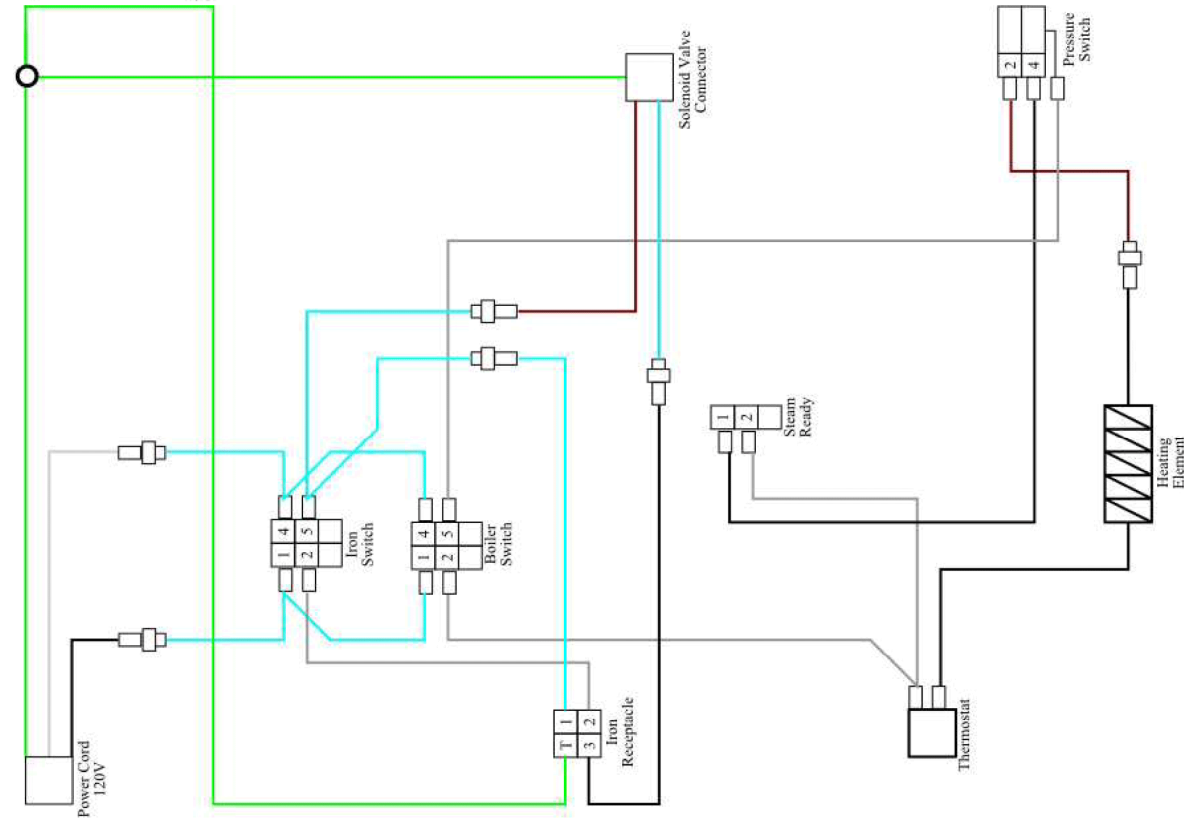 Power Cord
120V
1 4
2 5
Iron
Switch
1 4
2 5
Boiler
Switch
T 1
3 2
Iron
Receptacle
Solenoid Valve
Connector
1
2
Steam
Ready
Thermostat
2
4
Pressure
Switch
Heating
Element